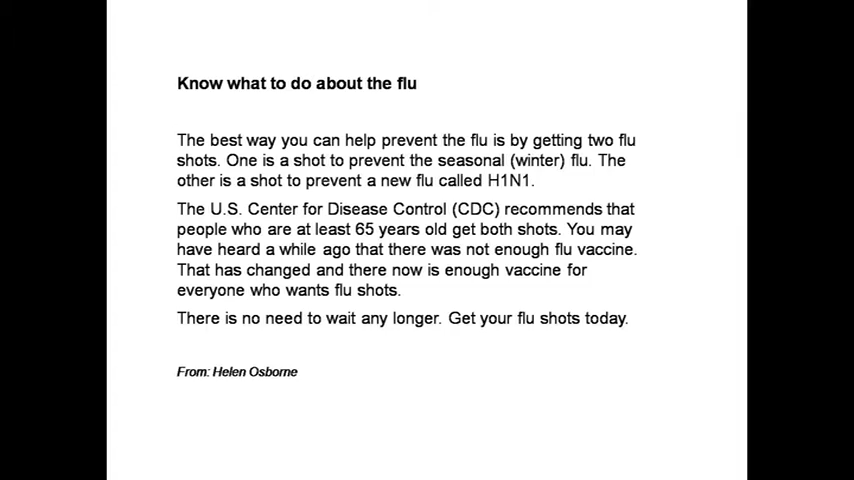 Know what to do about the flu
The best way you can help prevent the flu is by getting two flu
shots. One is a shot to prevent the seasonal (winter) flu. The
other is a shot to prevent a new flu called H1N1.
The U.S. Center for Disease Control (CDC) recommends that
people who are at least 65 years old get both shots. You may
have heard a while ago that there was not enough flu vaccine.
That has changed and there now is enough vaccine for
everyone who wants flu shots.
There is no need to wait any longer. Get your flu shots today.
From: Helen Osborne